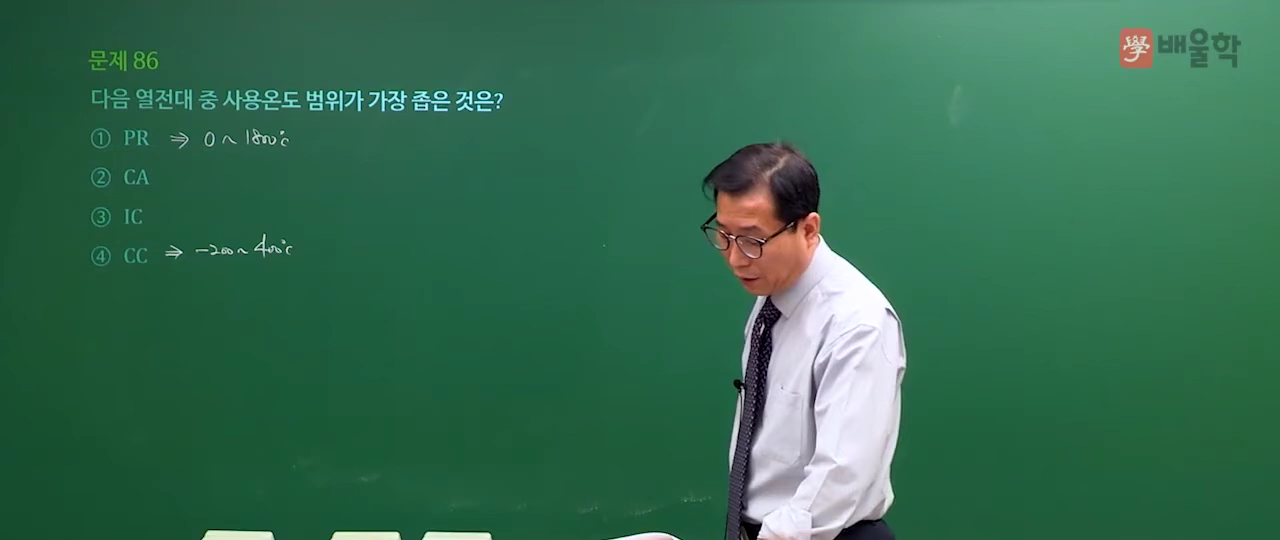 學 배울학
문제 86
다음 열전대 중 사용온도 범위가 가장 좁은 것은?
① PR ⇒ 0 ~ 1800℃
② CA
③ IC
④ CC ⇒ -200 ~ 400℃